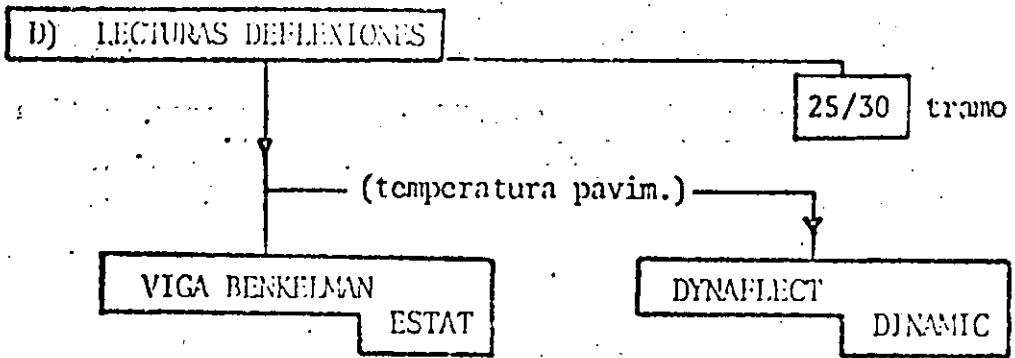 D) LECTURAS DEFLEXIONES
25/30 tramo
(temperatura pavim.)
VIGA BENKELMAN
ESTAT
DYNAFLECT
DINAMIC